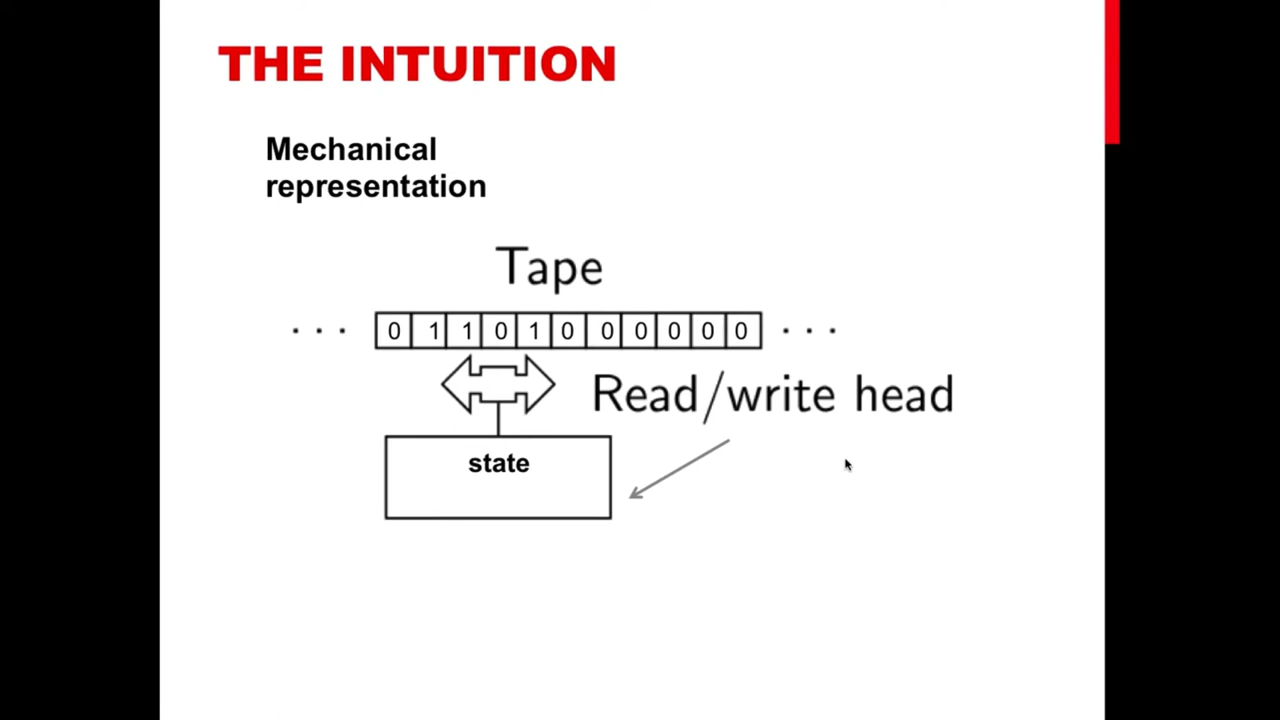 THE INTUITION
Mechanical
representation
Tape
... 0 1 1 0 1 0 0 0 0 0 0 ...
Read/write head
state